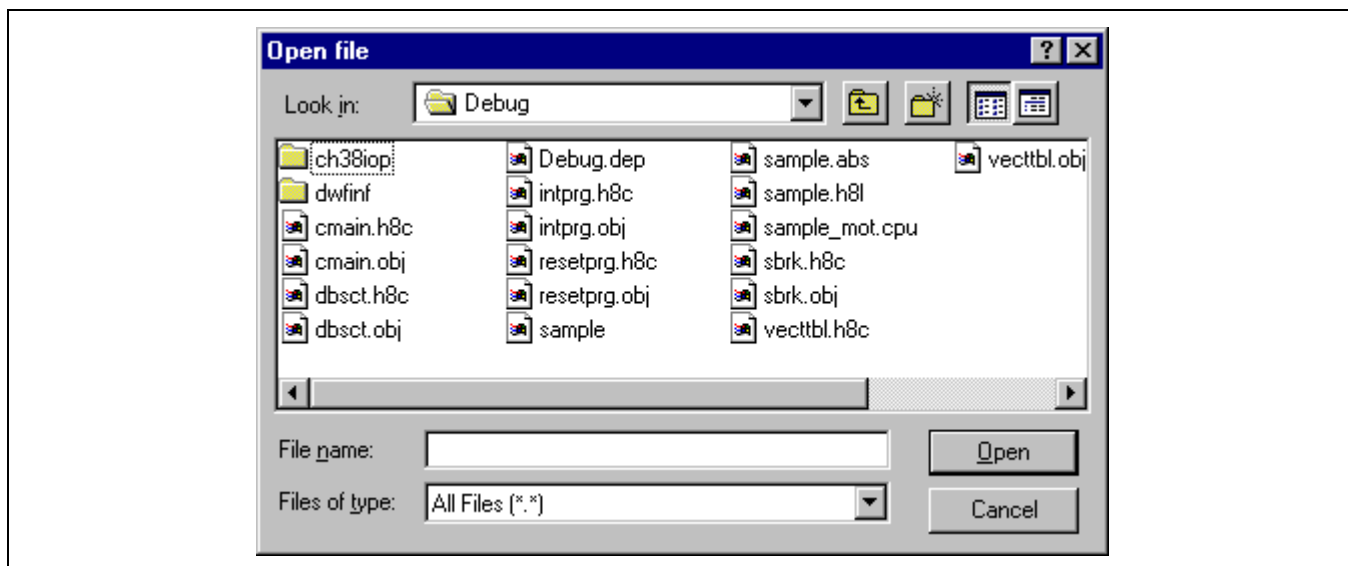 Open file
Look in: Debug
ch38iop Debug.dep sample.abs vecttbl.obj
dwfinf intprg.h8c sample.h8l
cmain.h8c intprg.obj sample_mot.cpu
cmain.obj resetprg.h8c sbrk.h8c
dbsct.h8c resetprg.obj sbrk.obj
dbsct.obj sample vecttbl.h8c
File name: Open
Files of type: All Files (*.*) Cancel